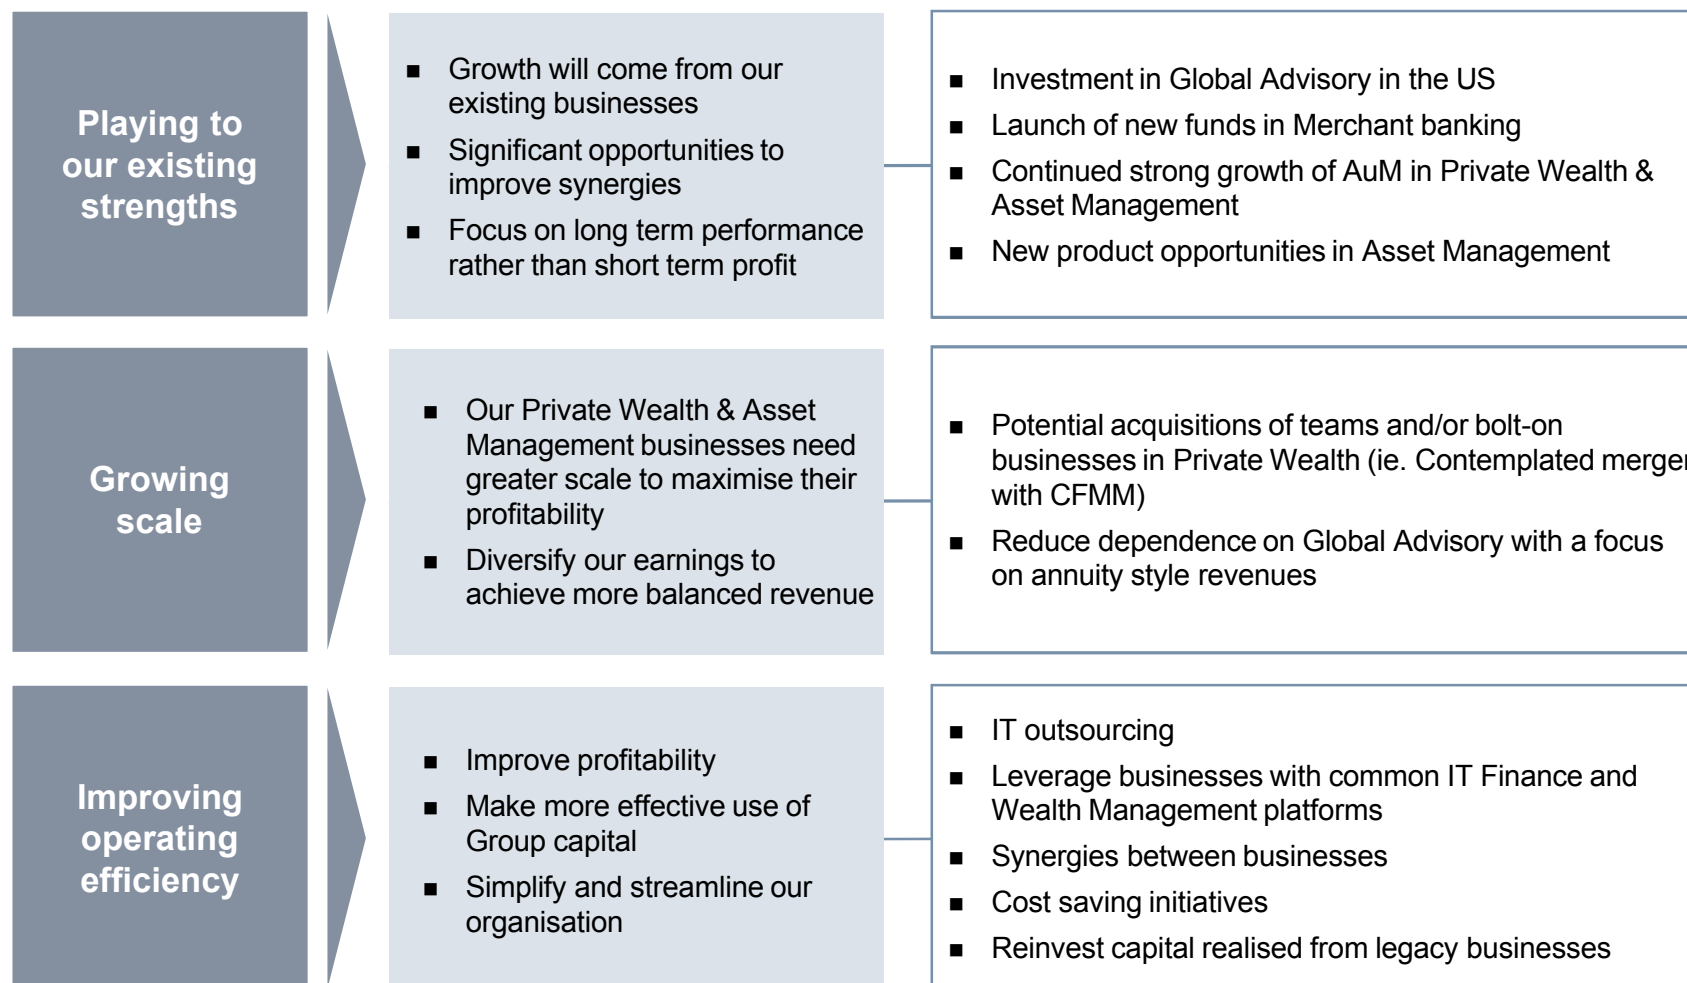 Playing to
our existing
strengths
■ Growth will come from our
existing businesses
■ Significant opportunities to
improve synergies
■ Focus on long term performance
rather than short term profit
■ Investment in Global Advisory in the US
■ Launch of new funds in Merchant banking
■ Continued strong growth of AuM in Private Wealth &
Asset Management
■ New product opportunities in Asset Management
Growing
scale
■ Our Private Wealth & Asset
Management businesses need
greater scale to maximise their
profitability
■ Diversify our earnings to
achieve more balanced revenue
■ Potential acquisitions of teams and/or bolt-on
businesses in Private Wealth (ie. Contemplated merger
with CFMM)
■ Reduce dependence on Global Advisory with a focus
on annuity style revenues
Improving
operating
efficiency
■ Improve profitability
■ Make more effective use of
Group capital
■ Simplify and streamline our
organisation
■ IT outsourcing
■ Leverage businesses with common IT Finance and
Wealth Management platforms
■ Synergies between businesses
■ Cost saving initiatives
■ Reinvest capital realised from legacy businesses